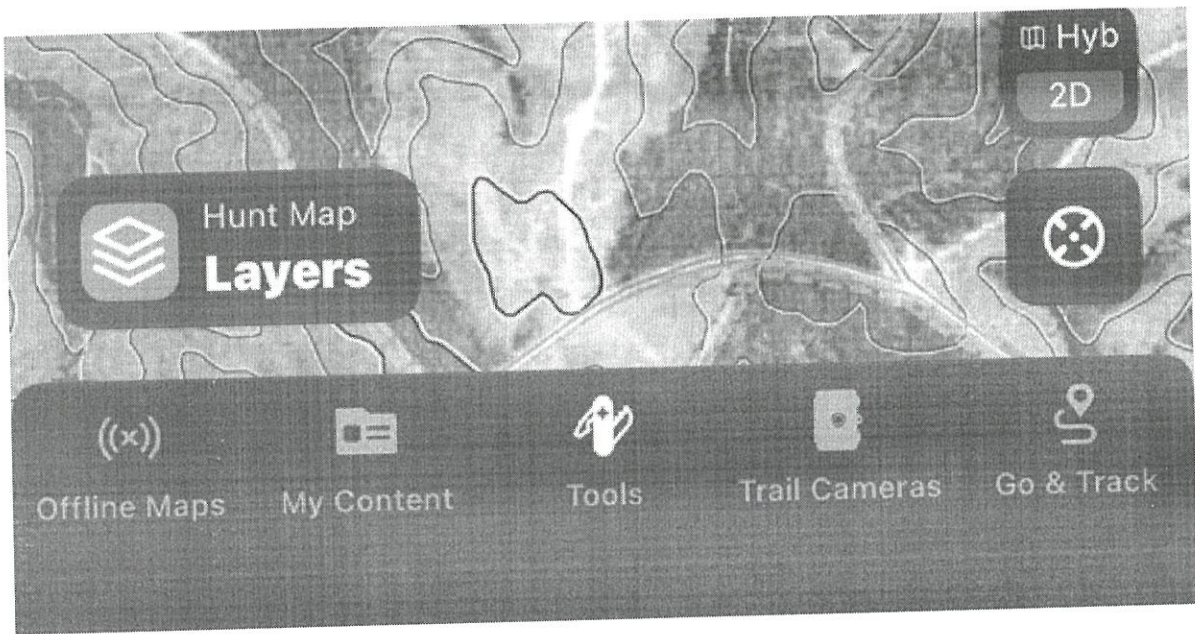 Hyb
2D
Hunt Map
Layers
Offline Maps
My Content
Tools
Trail Cameras
Go & Track